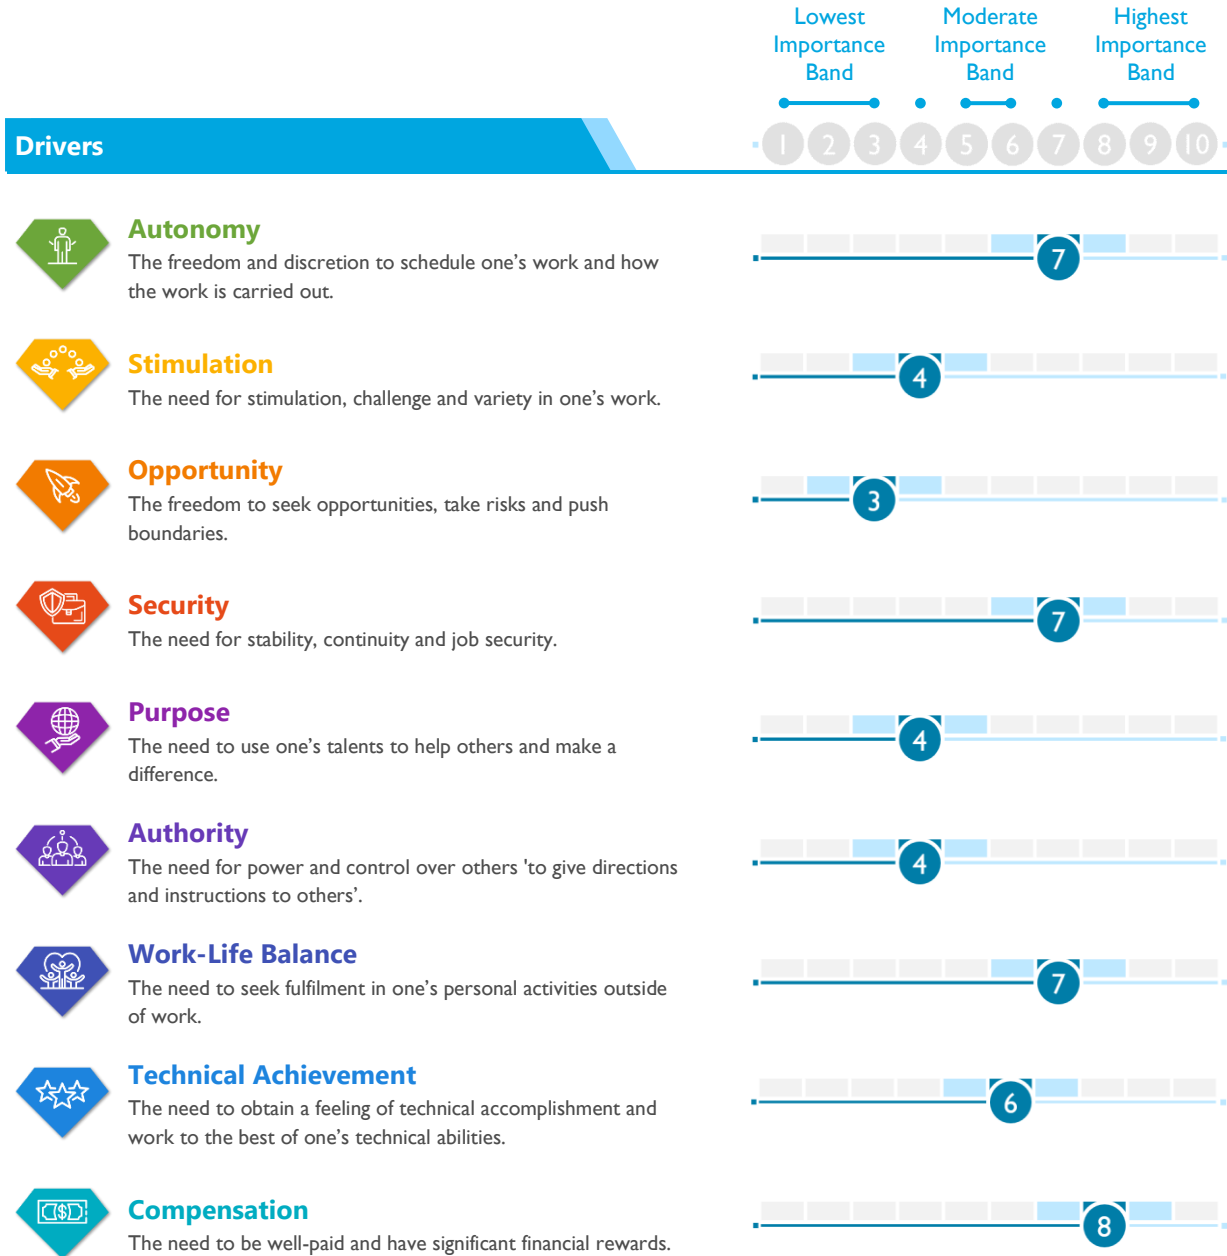 Lowest Importance Band
Moderate Importance Band
Highest Importance Band
Drivers
1 2 3 4 5 6 7 8 9 10
Autonomy
The freedom and discretion to schedule one’s work and how
the work is carried out.
7
Stimulation
The need for stimulation, challenge and variety in one’s work.
4
Opportunity
The freedom to seek opportunities, take risks and push
boundaries.
3
Security
The need for stability, continuity and job security.
7
Purpose
The need to use one’s talents to help others and make a
difference.
4
Authority
The need for power and control over others 'to give directions
and instructions to others’.
4
Work-Life Balance
The need to seek fulfilment in one’s personal activities outside
of work.
7
Technical Achievement
The need to obtain a feeling of technical accomplishment and
work to the best of one’s technical abilities.
6
$
Compensation
The need to be well-paid and have significant financial rewards.
8